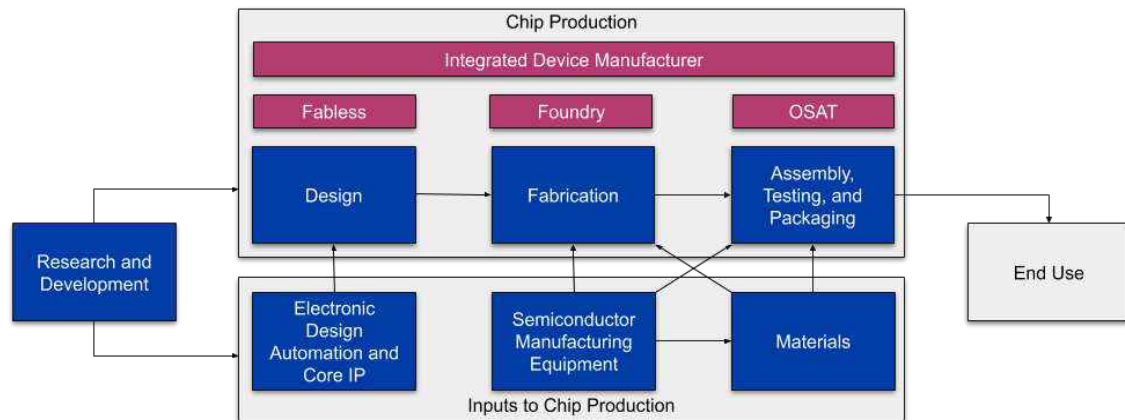 Chip Production
Integrated Device Manufacturer
Fabless
Foundry
OSAT
Design
Fabrication
Assembly,
Testing, and
Packaging
Research and
Development
End Use
Electronic
Design
Automation and
Core IP
Semiconductor
Manufacturing
Equipment
Materials
Inputs to Chip Production